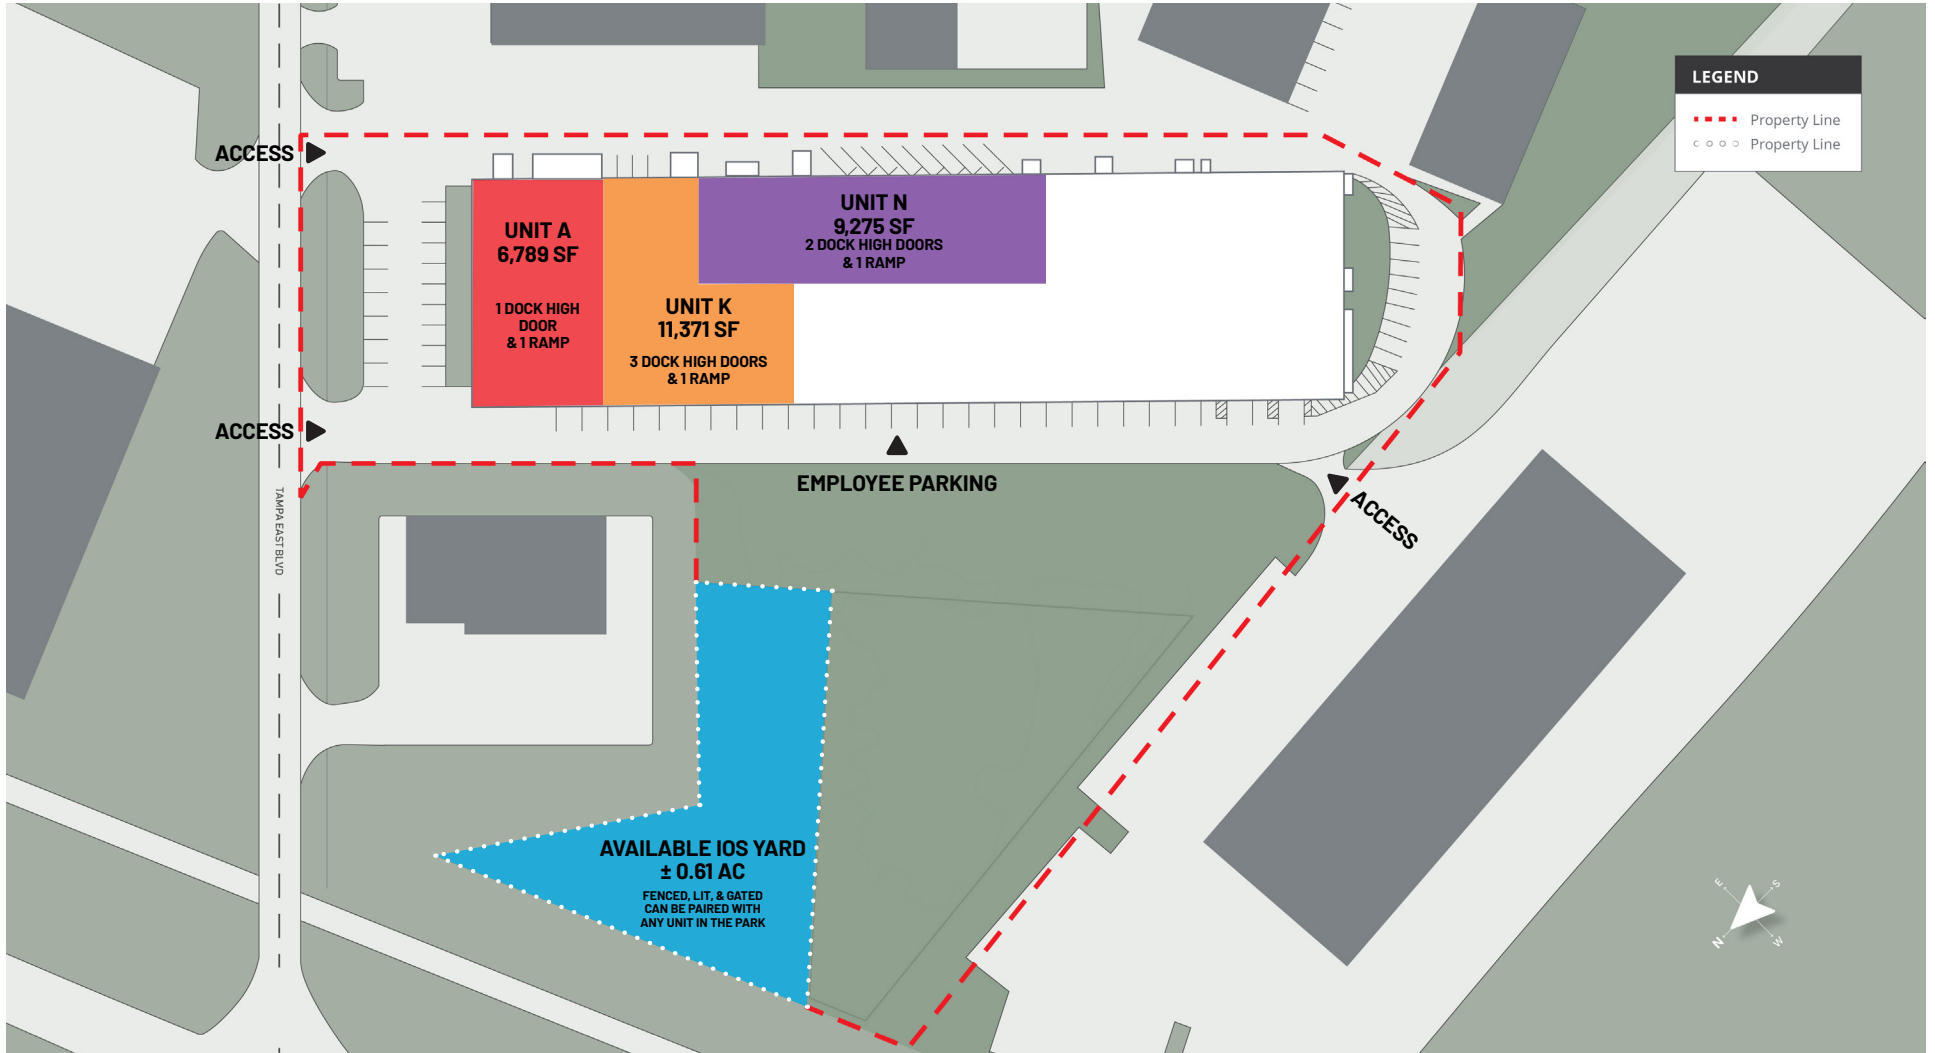 LEGEND
Property Line
Property Line
ACCESS
UNIT A
6,789 SF
1 DOCK HIGH
DOOR
& 1 RAMP
UNIT K
11,371 SF
3 DOCK HIGH DOORS
& 1 RAMP
UNIT N
9,275 SF
2 DOCK HIGH DOORS
& 1 RAMP
ACCESS
EMPLOYEE PARKING
ACCESS
TAMPA EAST BLVD
AVAILABLE IOS YARD
± 0.61 AC
FENCED, LIT, & GATED
CAN BE PAIRED WITH
ANY UNIT IN THE PARK
E
S
N
W